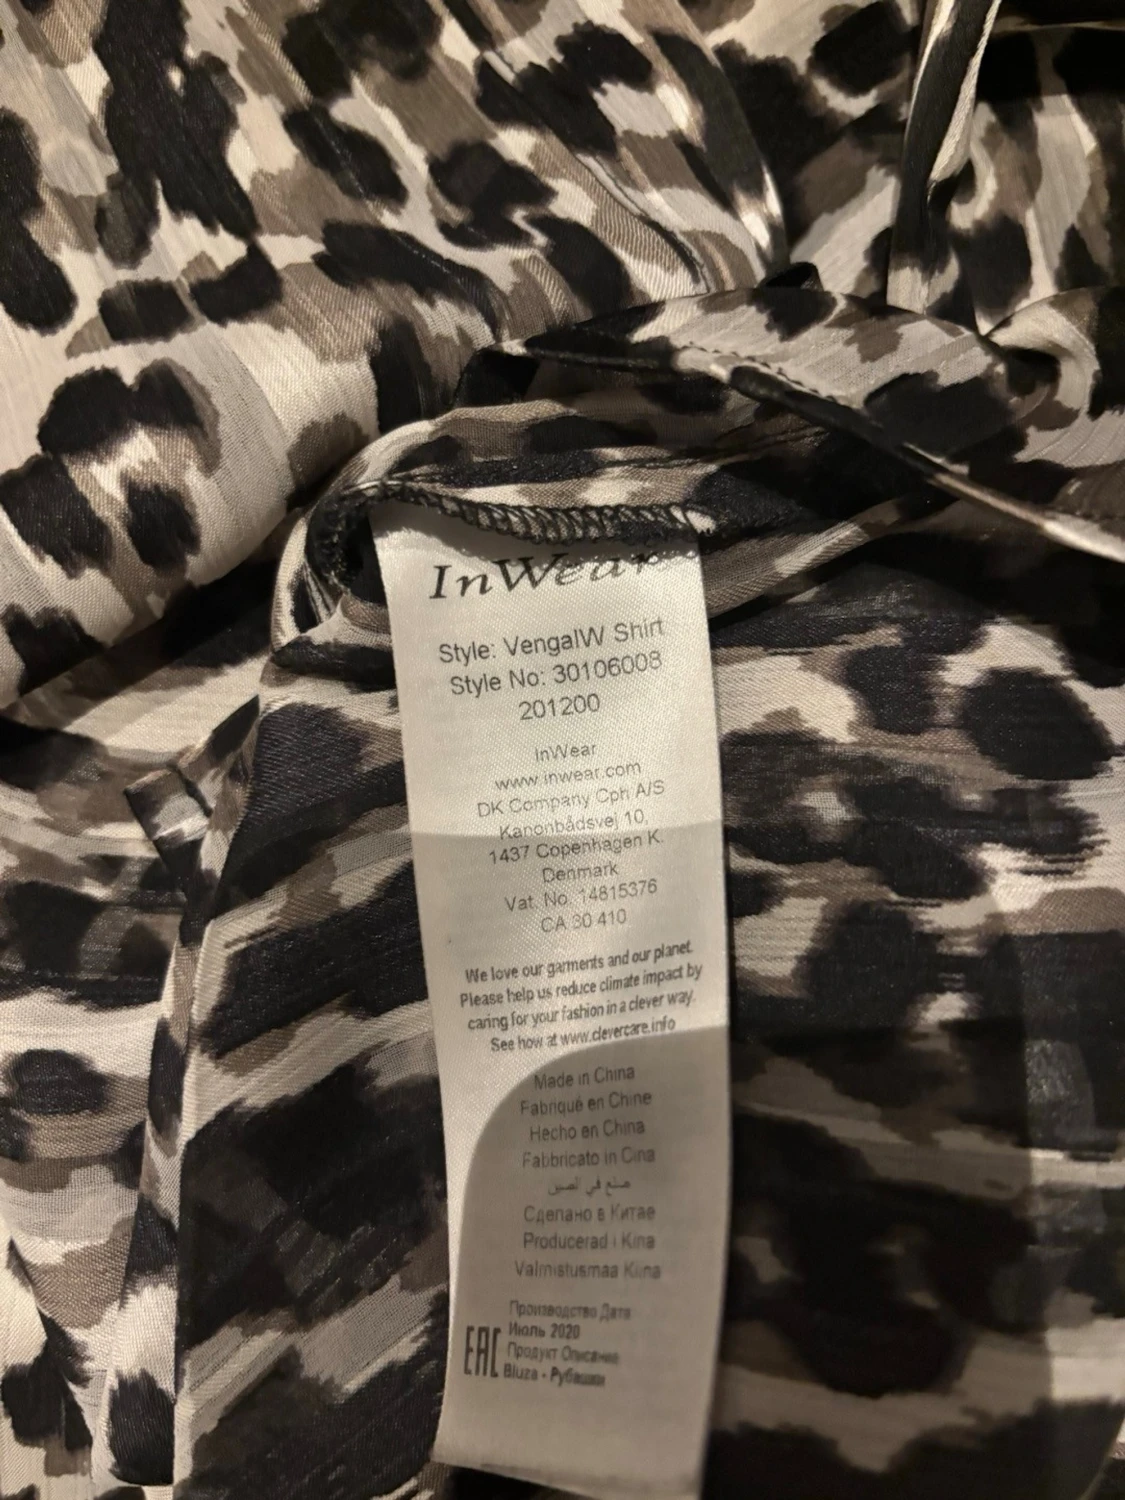 InWear
Style: VengaIW Shirt
Style No: 30106008
201200
InWear
www.inwear.com
DK Company Cph A/S
Kanonbådsvej 10,
1437 Copenhagen K.
Denmark
Vat. No. 14815376
CA 30 410
We love our garments and our planet.
Please help us reduce climate impact by
caring for your fashion in a clever way.
See how at www.clevercare.info
Made in China
Fabriqué en Chine
Hecho en China
Fabbricato in Cina
صنع في الصين
Сделано в Китае
Producerad i Kina
Valmistusmaa Kiina
Производство Дата
Июль 2020
EAC Продукт Описание
Bluza - Рубашки